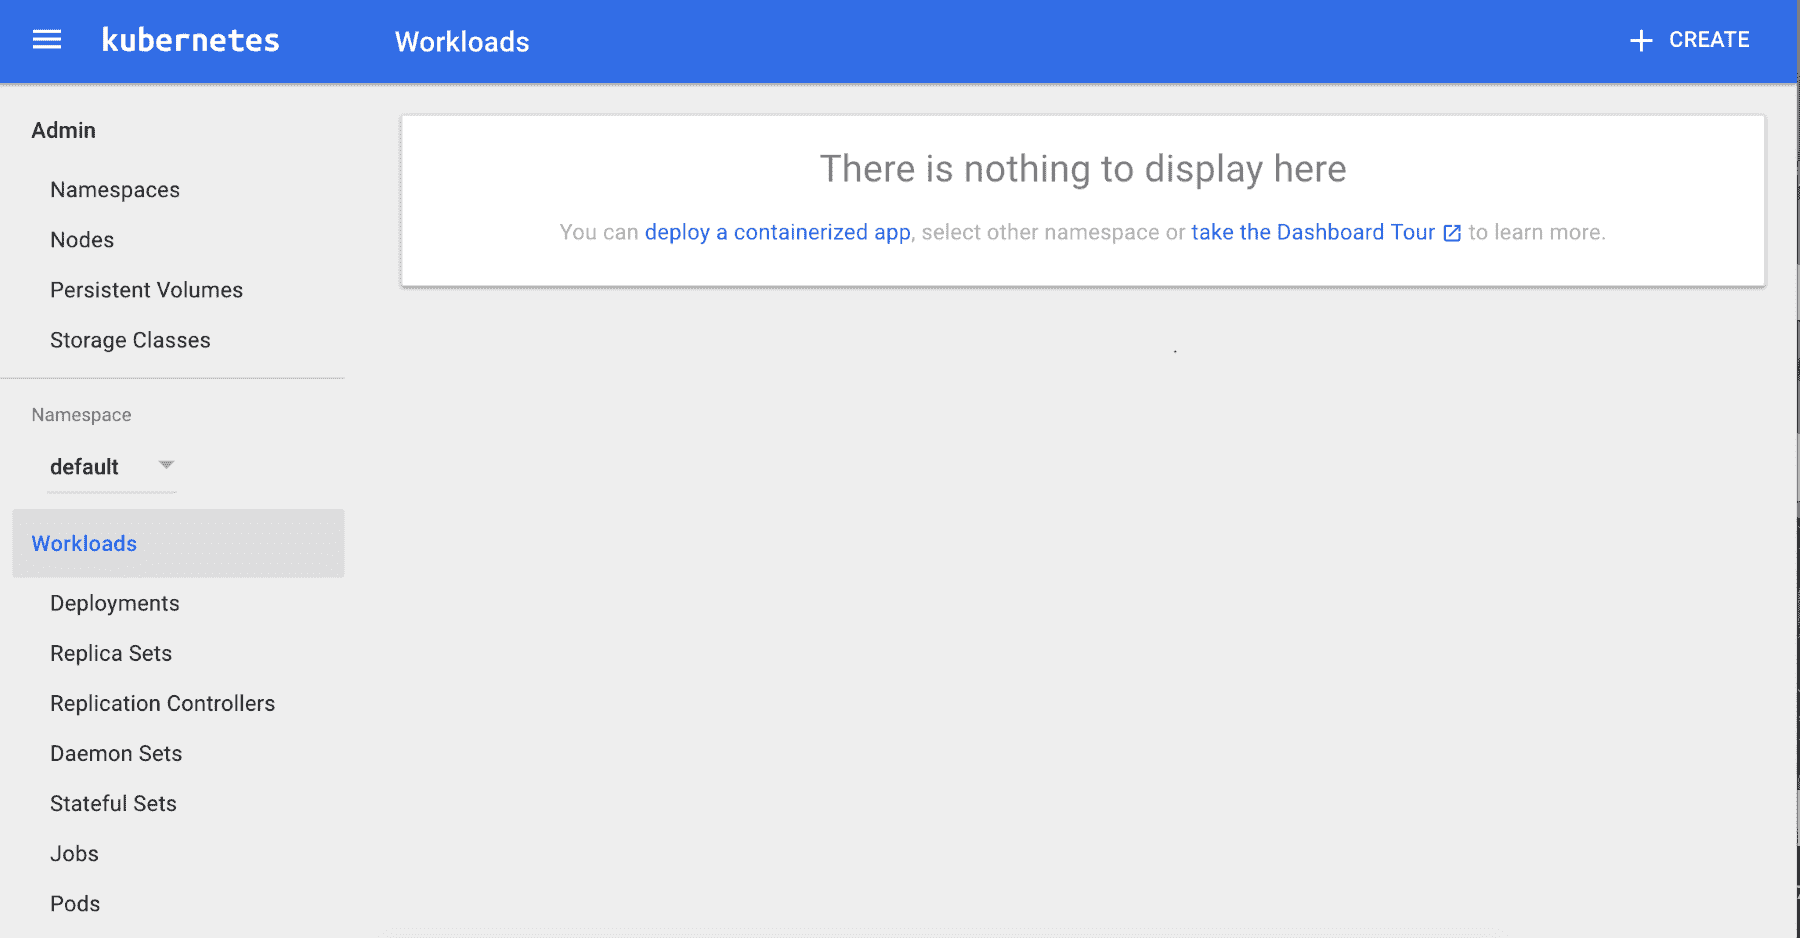 kubernetes
Workloads
CREATE
Admin
Namespaces
Nodes
Persistent Volumes
Storage Classes
Namespace
default
Workloads
Deployments
Replica Sets
Replication Controllers
Daemon Sets
Stateful Sets
Jobs
Pods
There is nothing to display here
You can deploy a containerized app, select other namespace or take the Dashboard Tour to learn more.